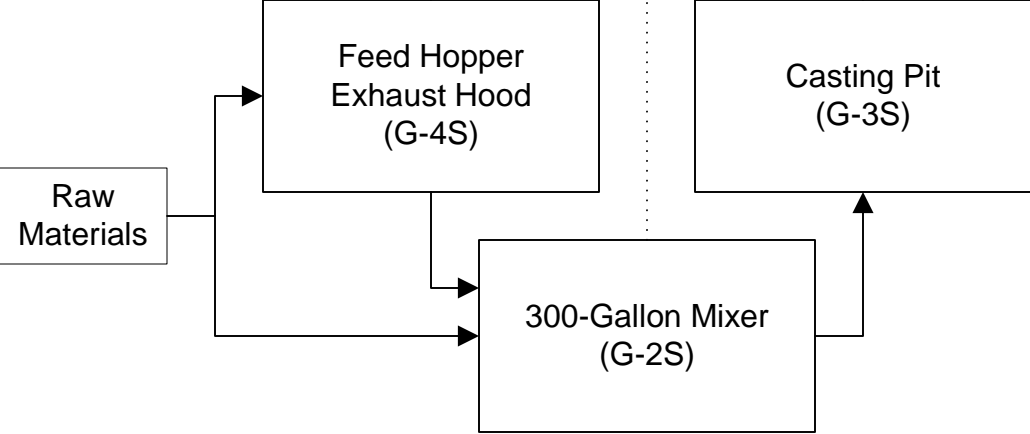 Feed Hopper
Exhaust Hood
(G-4S)
Casting Pit
(G-3S)
Raw
Materials
300-Gallon Mixer
(G-2S)